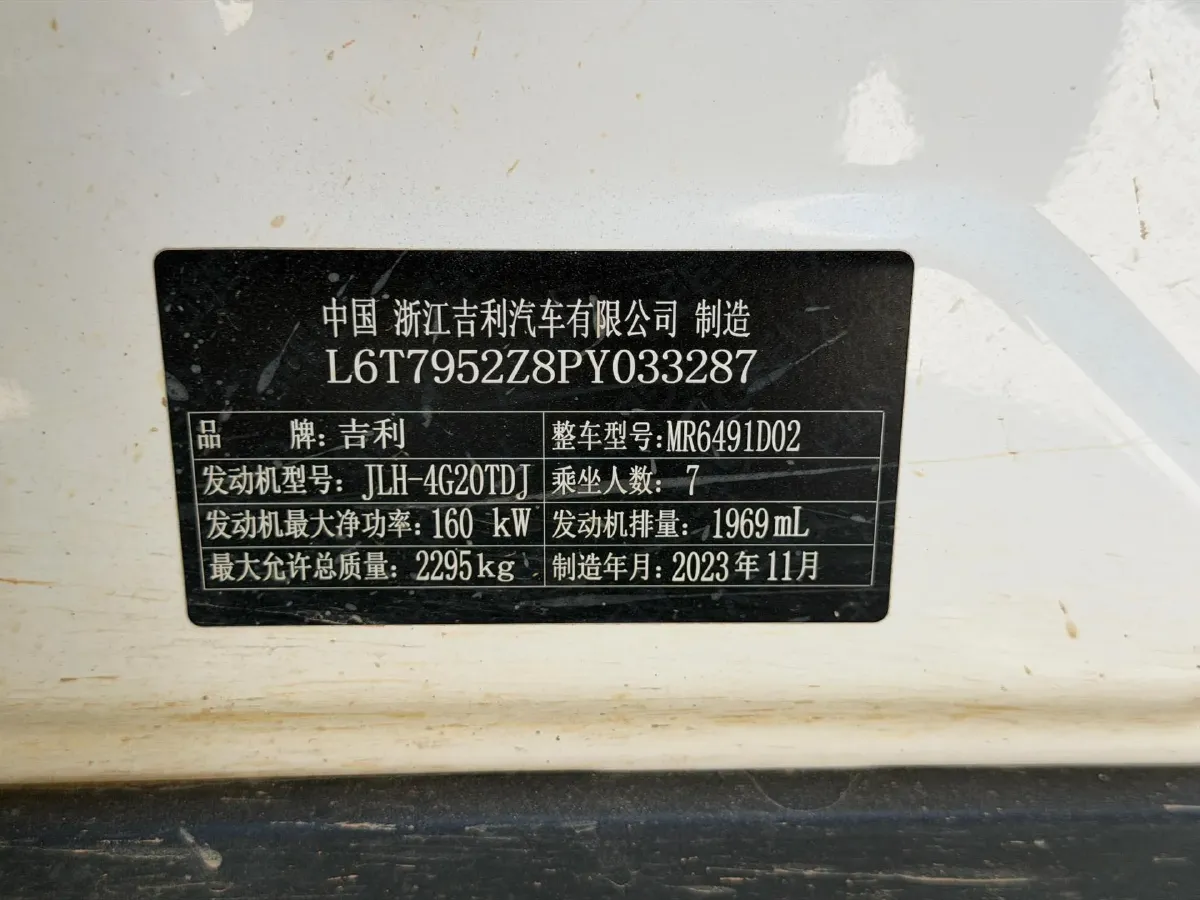 中国 浙江吉利汽车有限公司 制造
L6T7952Z8PY033287
品 牌: 吉利 整车型号:MR6491D02
发动机型号: JLH-4G20TDJ 乘坐人数: 7
发动机最大净功率: 160 kW 发动机排量: 1969mL
最大允许总质量: 2295kg 制造年月: 2023年11月